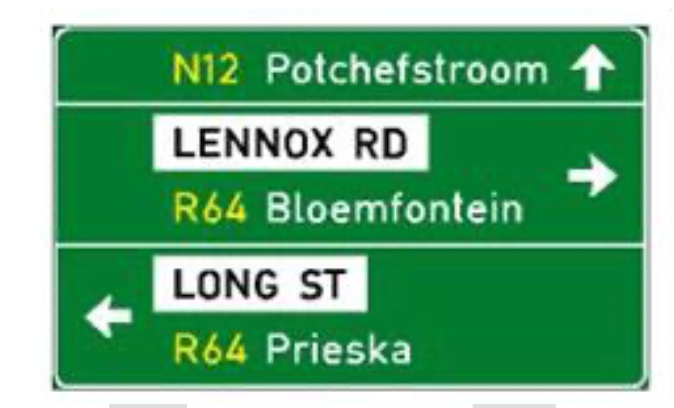 N12 Potchefstroom
LENNOX RD
R64 Bloemfontein
LONG ST
R64 Prieska